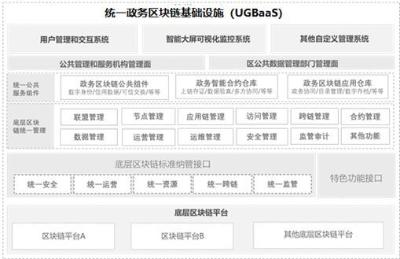 统一政务区块链基础设施（UGBaaS）
用户管理和交互系统
智能大屏可视化监控系统
其他自定义管理系统
公共管理和服务机构管理面
区公共数据管理部门管理面
统一公共
服务组件
政务区块链公共组件
数字身份/信用数据/可信交换/等等
政务智能合约仓库
上链存证/数据核真/多方协同/等等
政务区块链应用仓库
政务协同/目录管理/数字存档/等等
底层区块
链统一管理
联盟管理
节点管理
应用链管理
访问管理
跨链管理
合约管理
数据管理
运营管理
运维管理
安全管理
监管审计
其他功能
底层区块链标准纳管接口
统一安全
统一运营
统一资源
统一跨链
统一监管
特色功能接口
底层区块链平台
区块链平台A
区块链平台B
其他底层区块链平台